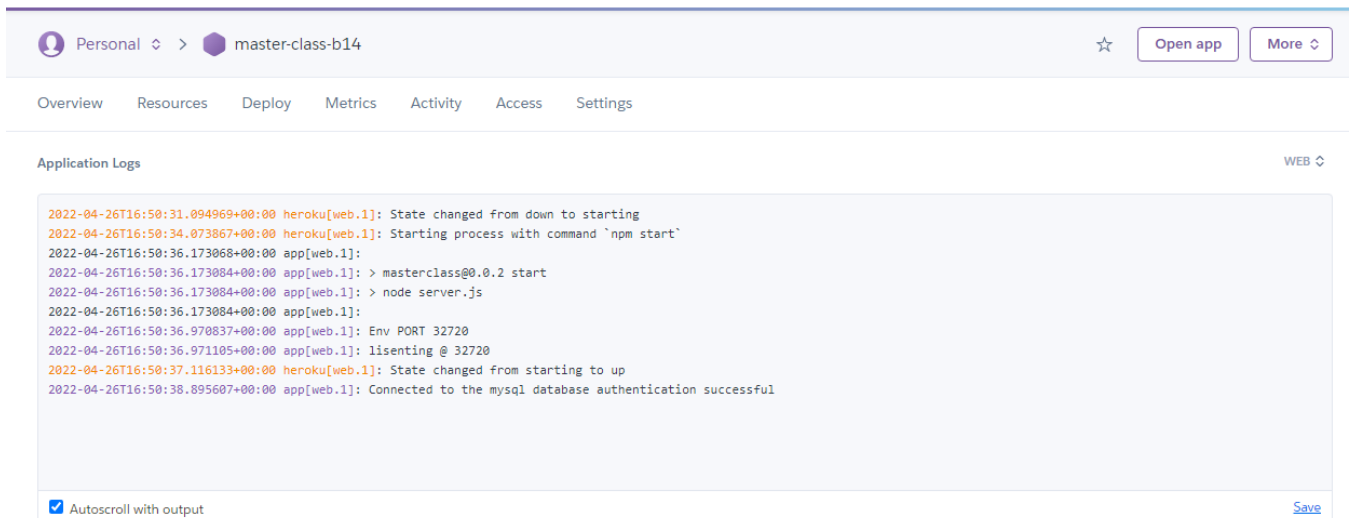 Personal > master-class-b14 Open app More
Overview Resources Deploy Metrics Activity Access Settings
Application Logs WEB
2022-04-26T16:50:31.094969+00:00 heroku[web.1]: State changed from down to starting
2022-04-26T16:50:34.073867+00:00 heroku[web.1]: Starting process with command `npm start`
2022-04-26T16:50:36.173068+00:00 app[web.1]:
2022-04-26T16:50:36.173084+00:00 app[web.1]: > masterclass@0.0.2 start
2022-04-26T16:50:36.173084+00:00 app[web.1]: > node server.js
2022-04-26T16:50:36.173084+00:00 app[web.1]:
2022-04-26T16:50:36.970837+00:00 app[web.1]: Env PORT 32720
2022-04-26T16:50:36.971105+00:00 app[web.1]: lisenting @ 32720
2022-04-26T16:50:37.116133+00:00 heroku[web.1]: State changed from starting to up
2022-04-26T16:50:38.895607+00:00 app[web.1]: Connected to the mysql database authentication successful
Autoscroll with output Save